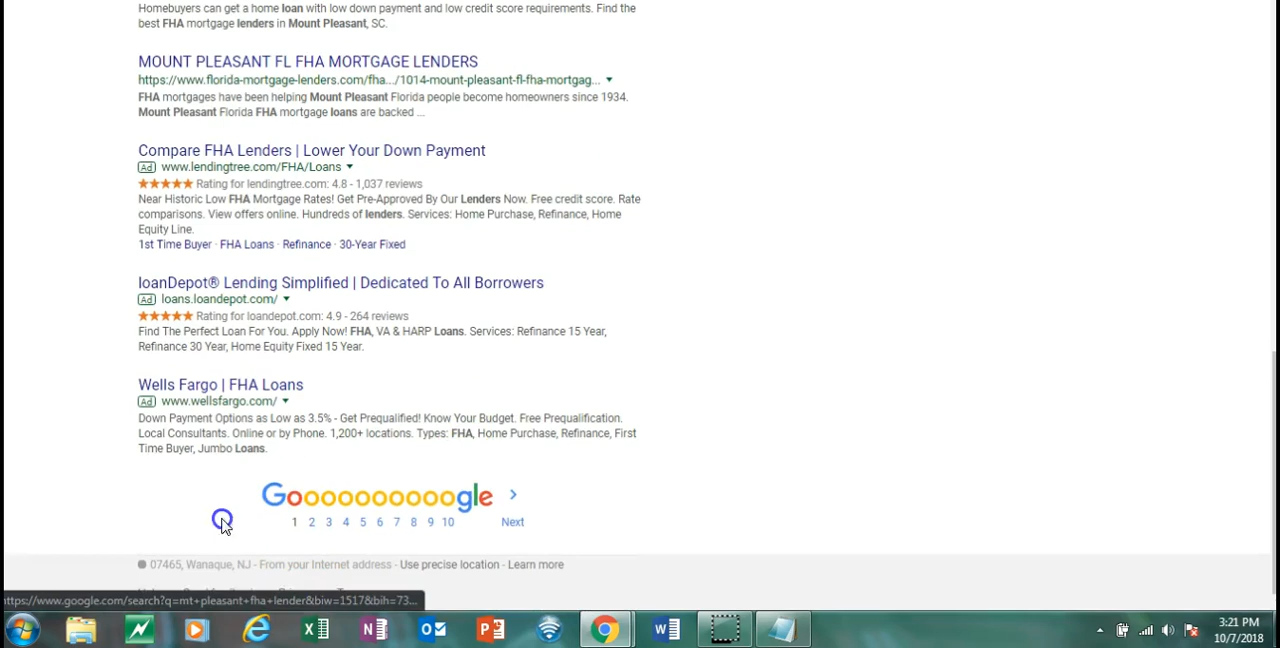 Homebuyers can get a home loan with low down payment and low credit score requirements. Find the
best FHA mortgage lenders in Mount Pleasant, SC.
MOUNT PLEASANT FL FHA MORTGAGE LENDERS
https://www.florida-mortgage-lenders.com/fha.../1014-mount-pleasant-fl-fha-mortgag...
FHA mortgages have been helping Mount Pleasant Florida people become homeowners since 1934.
Mount Pleasant Florida FHA mortgage loans are backed ...
Compare FHA Lenders | Lower Your Down Payment
Ad www.lendingtree.com/FHA/Loans
Rating for lendingtree.com: 4.8 - 1,037 reviews
Near Historic Low FHA Mortgage Rates! Get Pre-Approved By Our Lenders Now. Free credit score. Rate
comparisons. View offers online. Hundreds of lenders. Services: Home Purchase, Refinance, Home
Equity Line.
1st Time Buyer · FHA Loans · Refinance · 30-Year Fixed
loanDepot® Lending Simplified | Dedicated To All Borrowers
Ad loans.loandepot.com/
Rating for loandepot.com: 4.9 - 264 reviews
Find The Perfect Loan For You. Apply Now! FHA, VA & HARP Loans. Services: Refinance 15 Year,
Refinance 30 Year, Home Equity Fixed 15 Year.
Wells Fargo | FHA Loans
Ad www.wellsfargo.com/
Down Payment Options as Low as 3.5% - Get Prequalified! Know Your Budget. Free Prequalification.
Local Consultants. Online or by Phone. 1,200+ locations. Types: FHA, Home Purchase, Refinance, First
Time Buyer, Jumbo Loans.
Goooooooooogle >
1 2 3 4 5 6 7 8 9 10 Next
07465, Wanaque, NJ - From your Internet address - Use precise location - Learn more
https://www.google.com/search?q=mt+pleasant+fha+lender&biw=1517&bih=73...
3:21 PM
10/7/2018